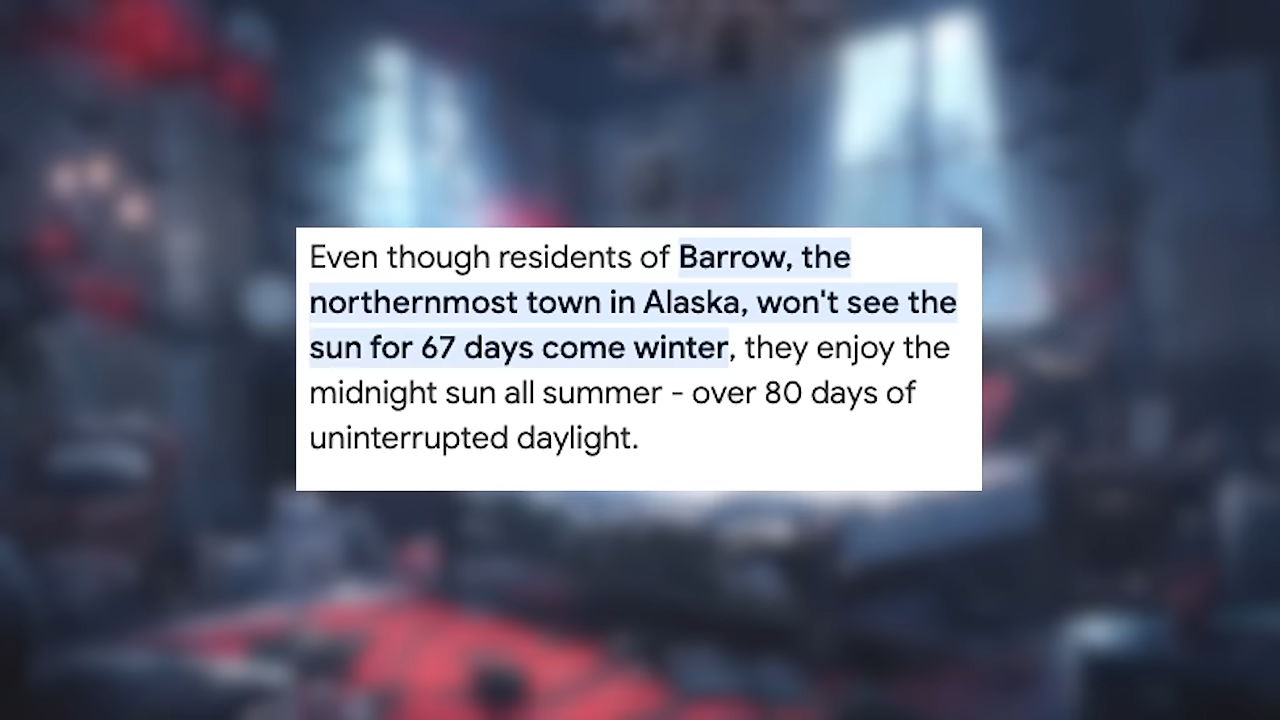 Even though residents of Barrow, the
northernmost town in Alaska, won't see the
sun for 67 days come winter, they enjoy the
midnight sun all summer - over 80 days of
uninterrupted daylight.